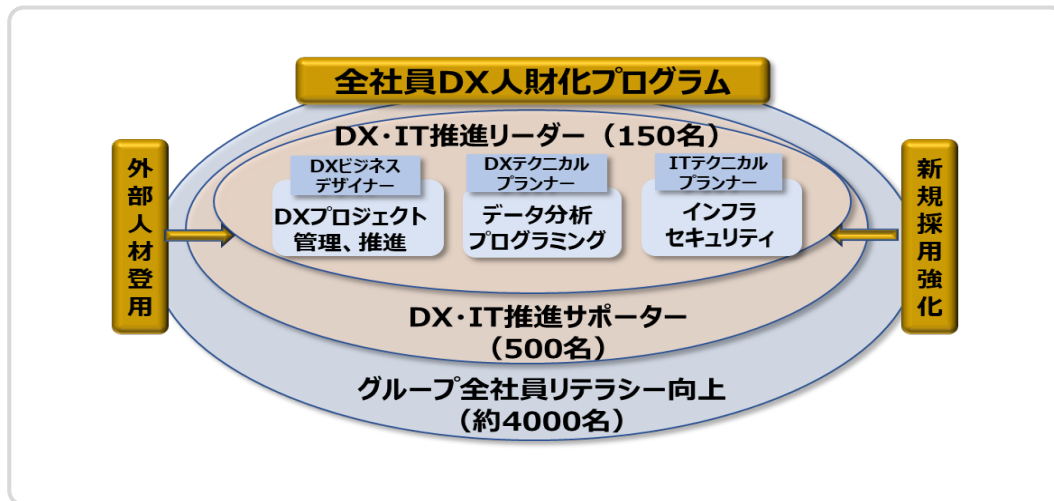 全社員DX人財化プログラム
DX・IT推進リーダー（150名）
外部人材登用
DXビジネス
デザイナー
DXプロジェクト
管理、推進
DXテクニカル
プランナー
データ分析
プログラミング
ITテクニカル
プランナー
インフラ
セキュリティ
新規採用強化
DX・IT推進サポーター
（500名）
グループ全社員リテラシー向上
（約4000名）